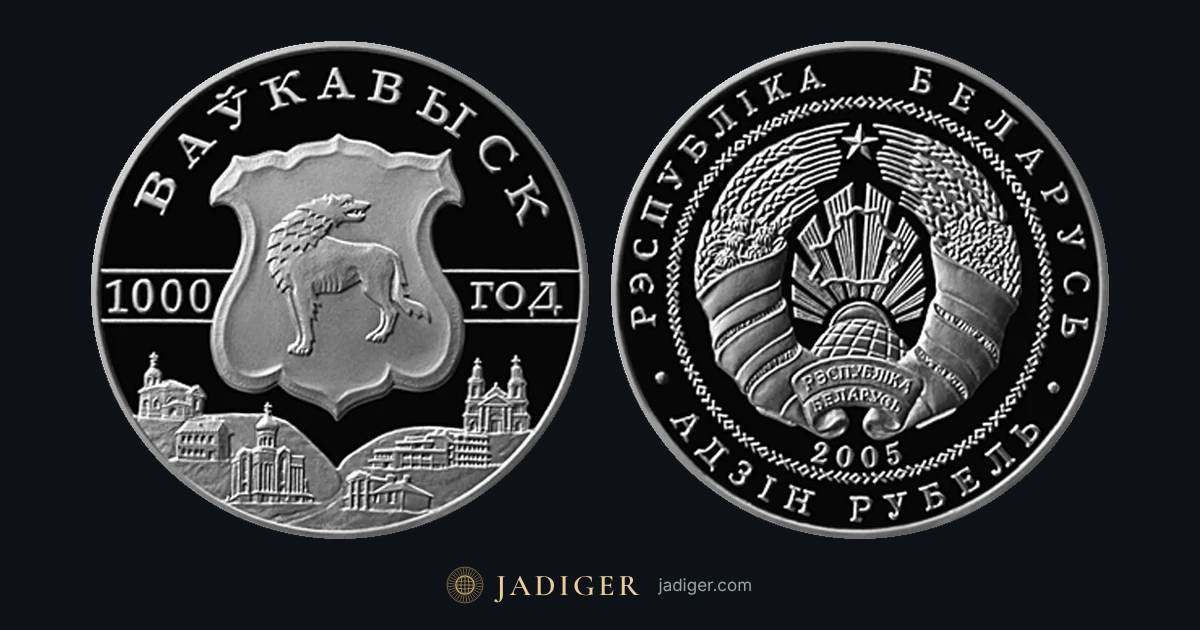 ВАЎКАВЫСК
1000 ГОД
РЭСПУБЛІКА БЕЛАРУСЬ
РЭСПУБЛІКА
БЕЛАРУСЬ
2005
АДЗІН РУБЕЛЬ
JADIGER jadiger.com